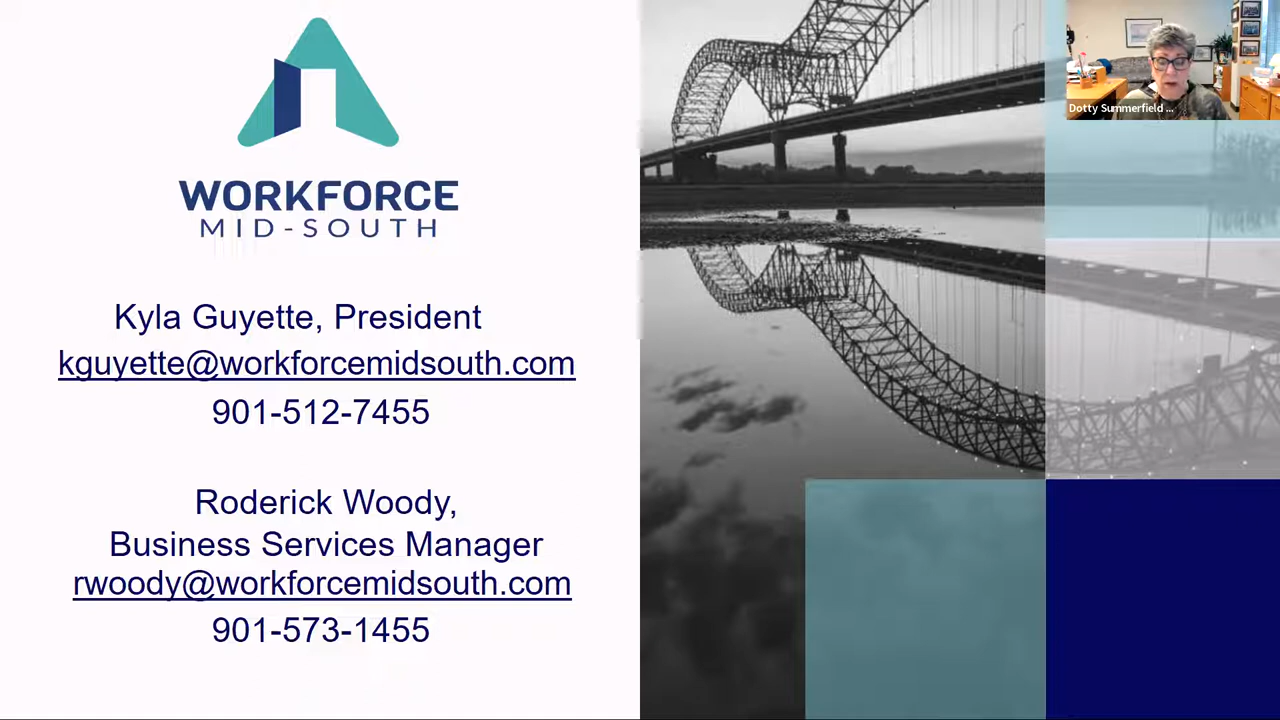 WORKFORCE
MID-SOUTH
Kyla Guyette, President
kguyette@workforcemidsouth.com
901-512-7455
Roderick Woody,
Business Services Manager
rwoody@workforcemidsouth.com
901-573-1455
Dotty Summerfield ...